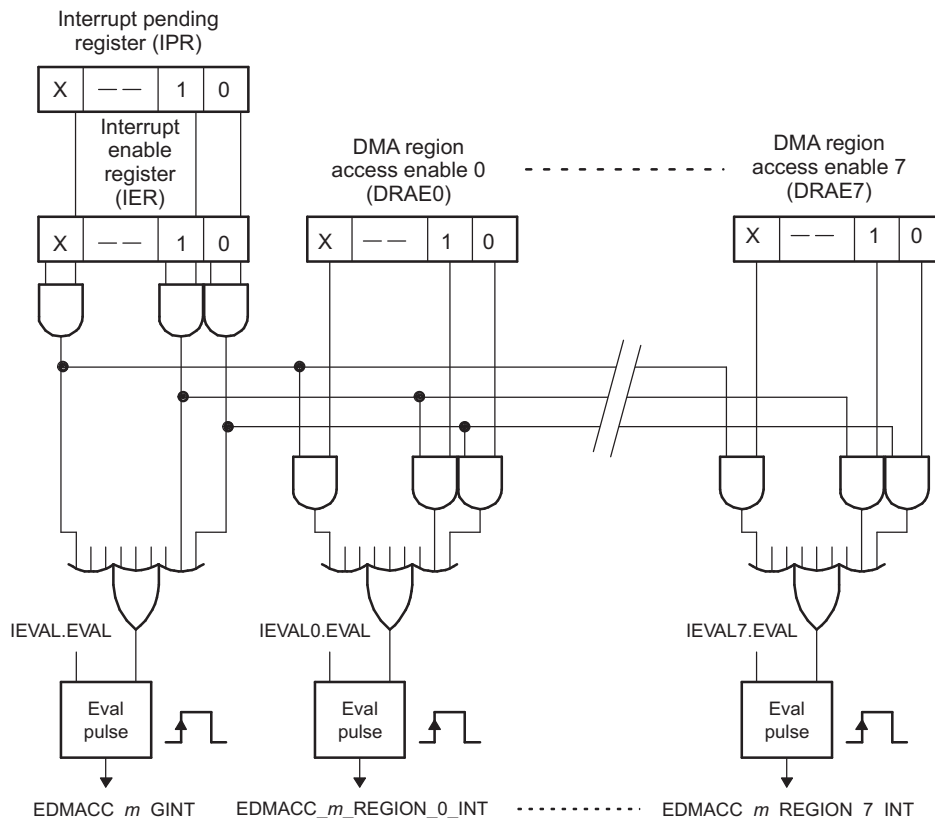 Interrupt pending
register (IPR)
X — — 1 0
Interrupt
enable
register
(IER)
X — — 1 0
DMA region
access enable 0
(DRAE0)
X — — 1 0
DMA region
access enable 7
(DRAE7)
X — — 1 0
IEVAL.EVAL
IEVAL0.EVAL
IEVAL7.EVAL
Eval
pulse
Eval
pulse
Eval
pulse
EDMACC_m_GINT
EDMACC_m_REGION_0_INT
EDMACC_m_REGION_7_INT